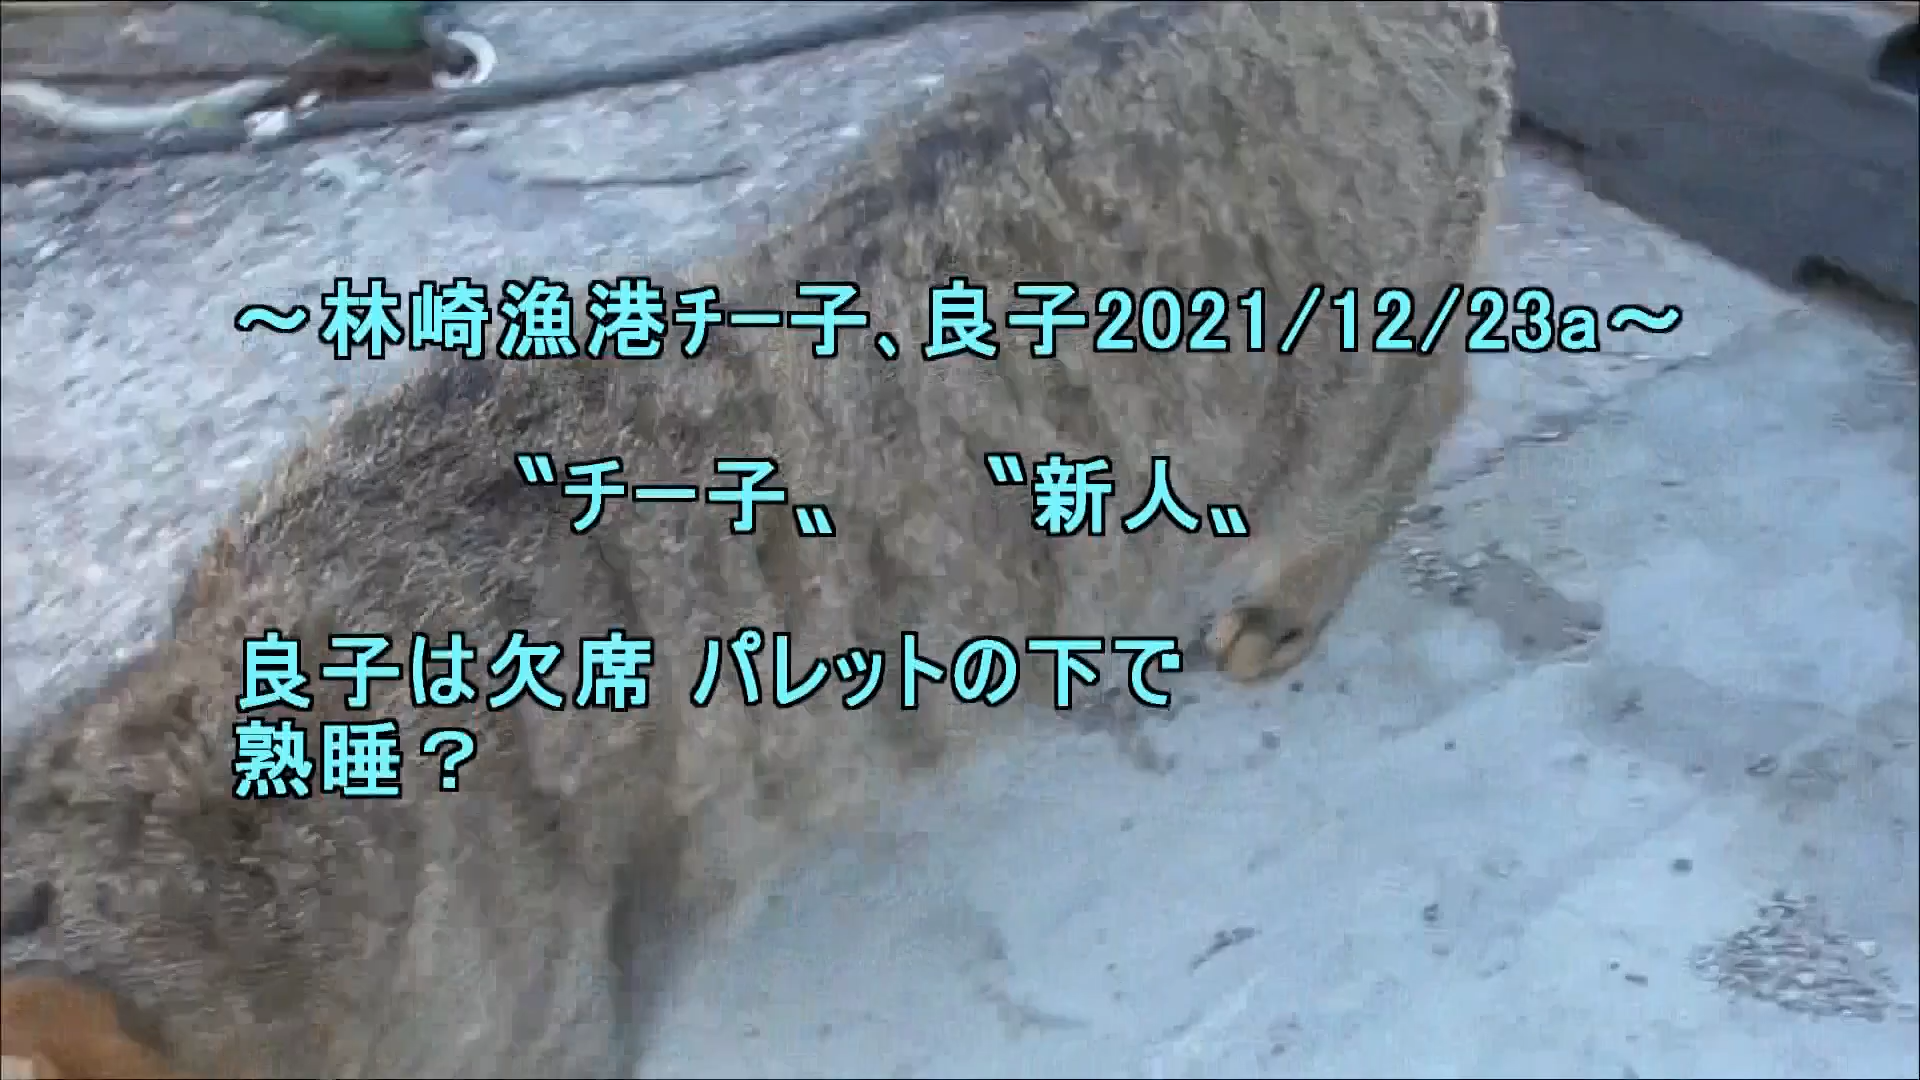 ～林崎漁港ﾁｰ子、良子2021/12/23a～
〝チー子〟　〝新人〟
良子は欠席 パレットの下で
熟睡？